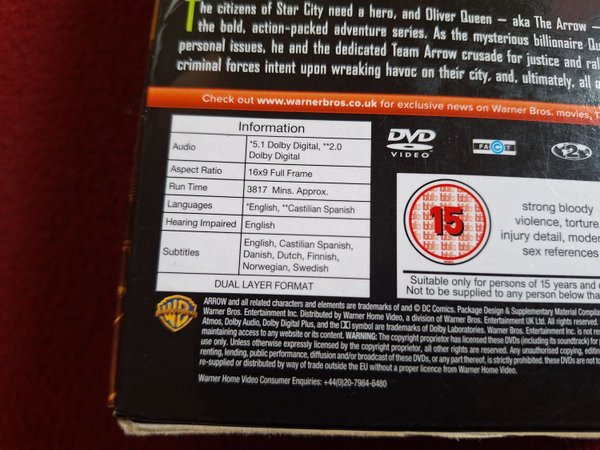 The citizens of Star City need a hero, and Oliver Queen – aka The Arrow –
the bold, action-packed adventure series. As the mysterious billionaire
personal issues, he and the dedicated Team Arrow crusade for justice and
criminal forces intent upon wreaking havoc on their city, and, ultimately, all
Check out www.warnerbros.co.uk for exclusive news on Warner Bros. movies,
Information
Audio *5.1 Dolby Digital, **2.0
Dolby Digital
Aspect Ratio 16x9 Full Frame
Run Time 3817 Mins. Approx.
Languages *English, **Castilian Spanish
Hearing Impaired English
Subtitles English, Castilian Spanish,
Danish, Dutch, Finnish,
Norwegian, Swedish
DUAL LAYER FORMAT
DVD
VIDEO
FACT
2
15
strong bloody
violence, torture,
injury detail,
sex references
Suitable only for persons of 15 years and
Not to be supplied to any person below
WB
ARROW and all related characters and elements are trademarks of and © DC Comics. Package Design & Supplementary Material
Warner Bros. Entertainment Inc. Distributed by Warner Home Video, a division of Warner Bros. Entertainment UK Ltd. All rights reserved.
Atmos, Dolby Audio, Dolby Digital Plus, and the symbol are trademarks of Dolby Laboratories. Warner Bros. Entertainment Inc. is not
maintaining access to any website or its content. WARNING: The copyright proprietor has licensed these DVDs (including its soundtrack) for
use only. Unless otherwise expressly licensed by the copyright proprietor, all other rights are reserved. Any unauthorised copying,
renting, lending, public performance, diffusion and/or broadcast of these DVDs, or any part thereof, is strictly prohibited. these DVDs are not to
re-supplied or distributed by way of trade outside the EU without a proper licence from Warner Home Video.
Warner Home Video Consumer Enquiries: +44(0)20-7984-6480